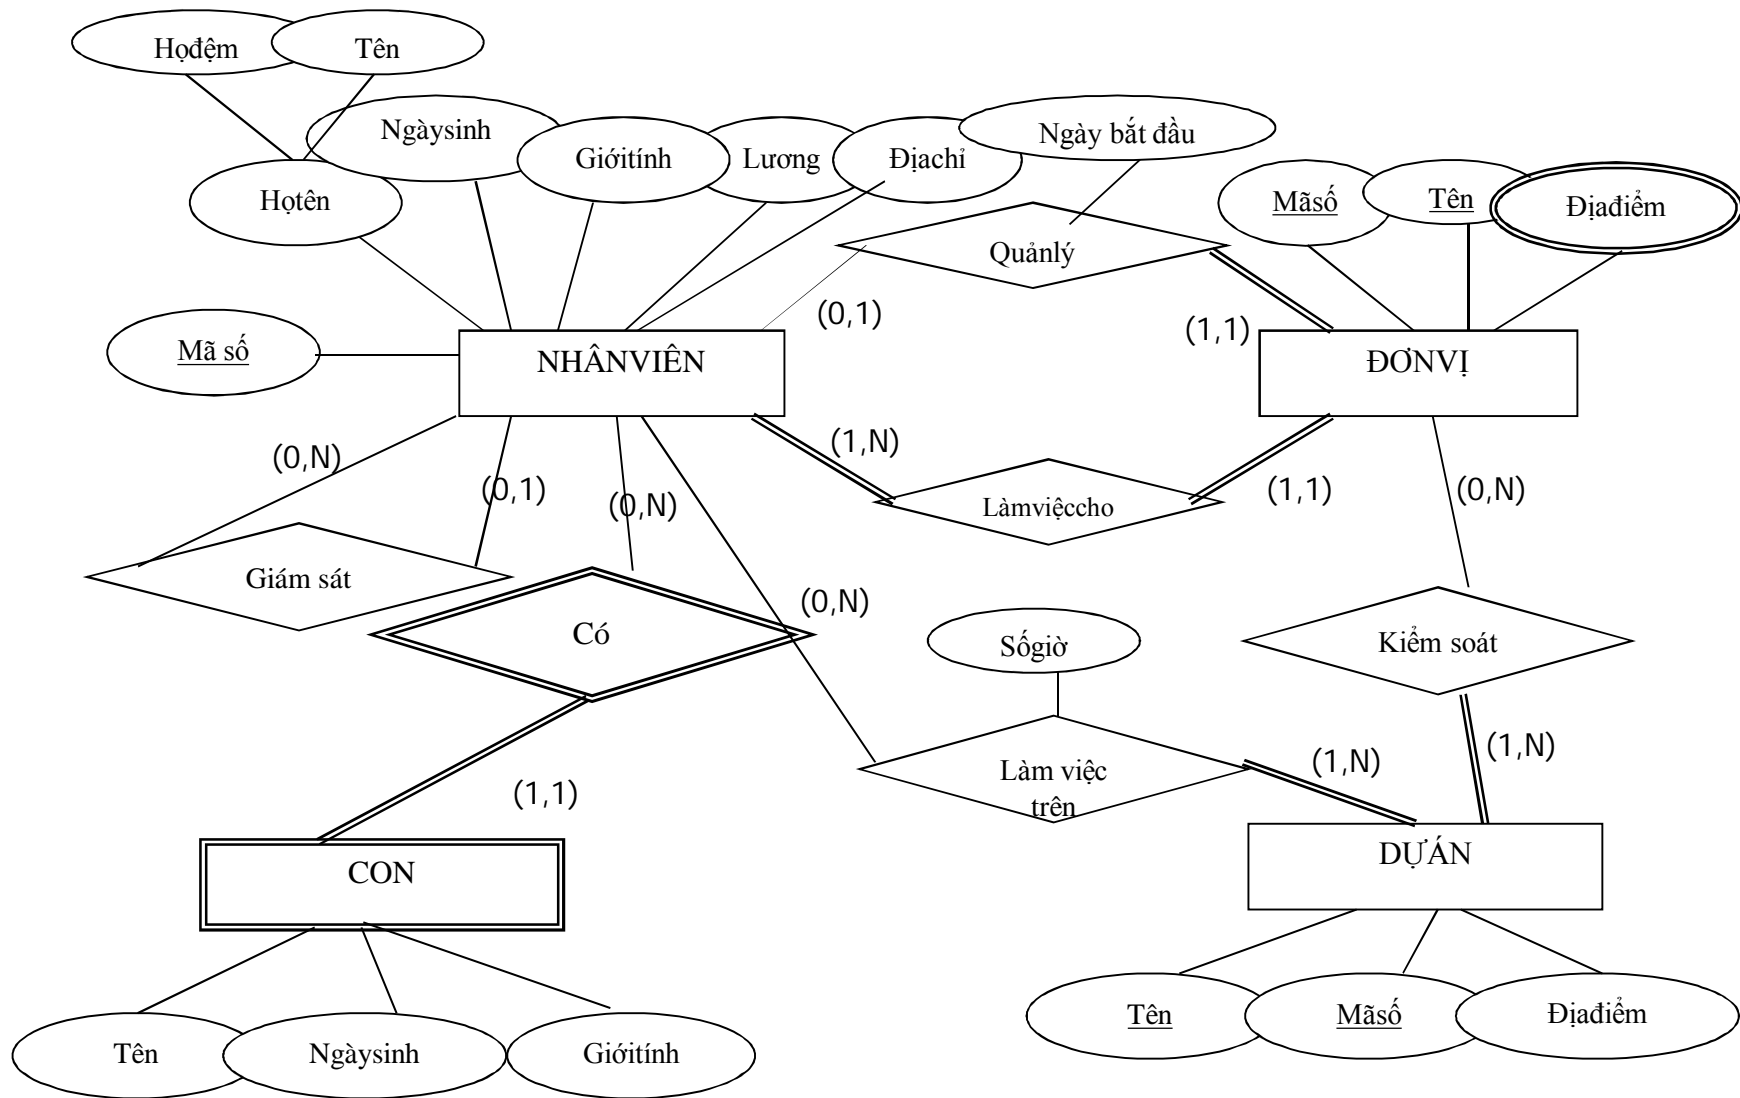 Họđệm Tên
Ngàysinh Giớitính Lương Địachỉ Ngày bắt đầu
Họtên Mãsố Tên Địađiểm
Quảnlý
(0,1) (1,1)
Mã số NHÂNVIÊN ĐƠNVỊ
(0,N) (0,1) (0,N) (1,N) (1,1) (0,N)
Làmviệccho
Giám sát
Có (0,N) Sốgiờ Kiểm soát
(1,N) (1,N)
(1,1) Làm việc
trên
CON DỰÁN
Tên Mãsố Địađiểm
Tên Ngàysinh Giớitính